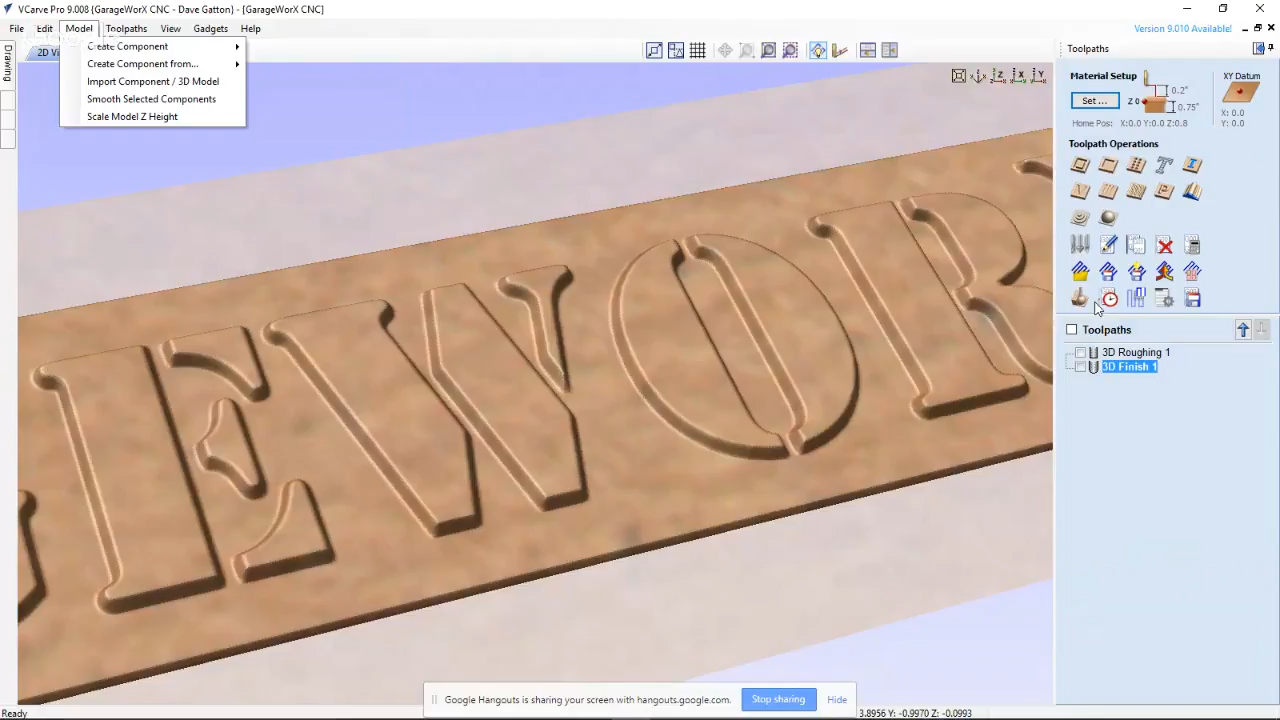 VCarve Pro 9.008 {GarageWorX CNC - Dave Gatton} - [GarageWorX CNC]
File Edit Model Toolpaths View Gadgets Help
Version 9.010 Available!
Drawing
2D Vi
Create Component
Create Component from...
Import Component / 3D Model
Smooth Selected Components
Scale Model Z Height
Toolpaths
Material Setup
XY Datum
Set ...
Z 0
0.2"
0.75"
X: 0.0
Y: 0.0
Home Pos: X:0.0 Y:0.0 Z:0.8
Toolpath Operations
Toolpaths
3D Roughing 1
3D Finish 1
EWOR
Google Hangouts is sharing your screen with hangouts.google.com.
Stop sharing
Hide
Ready
3.8956 Y: -0.9970 Z: -0.0993